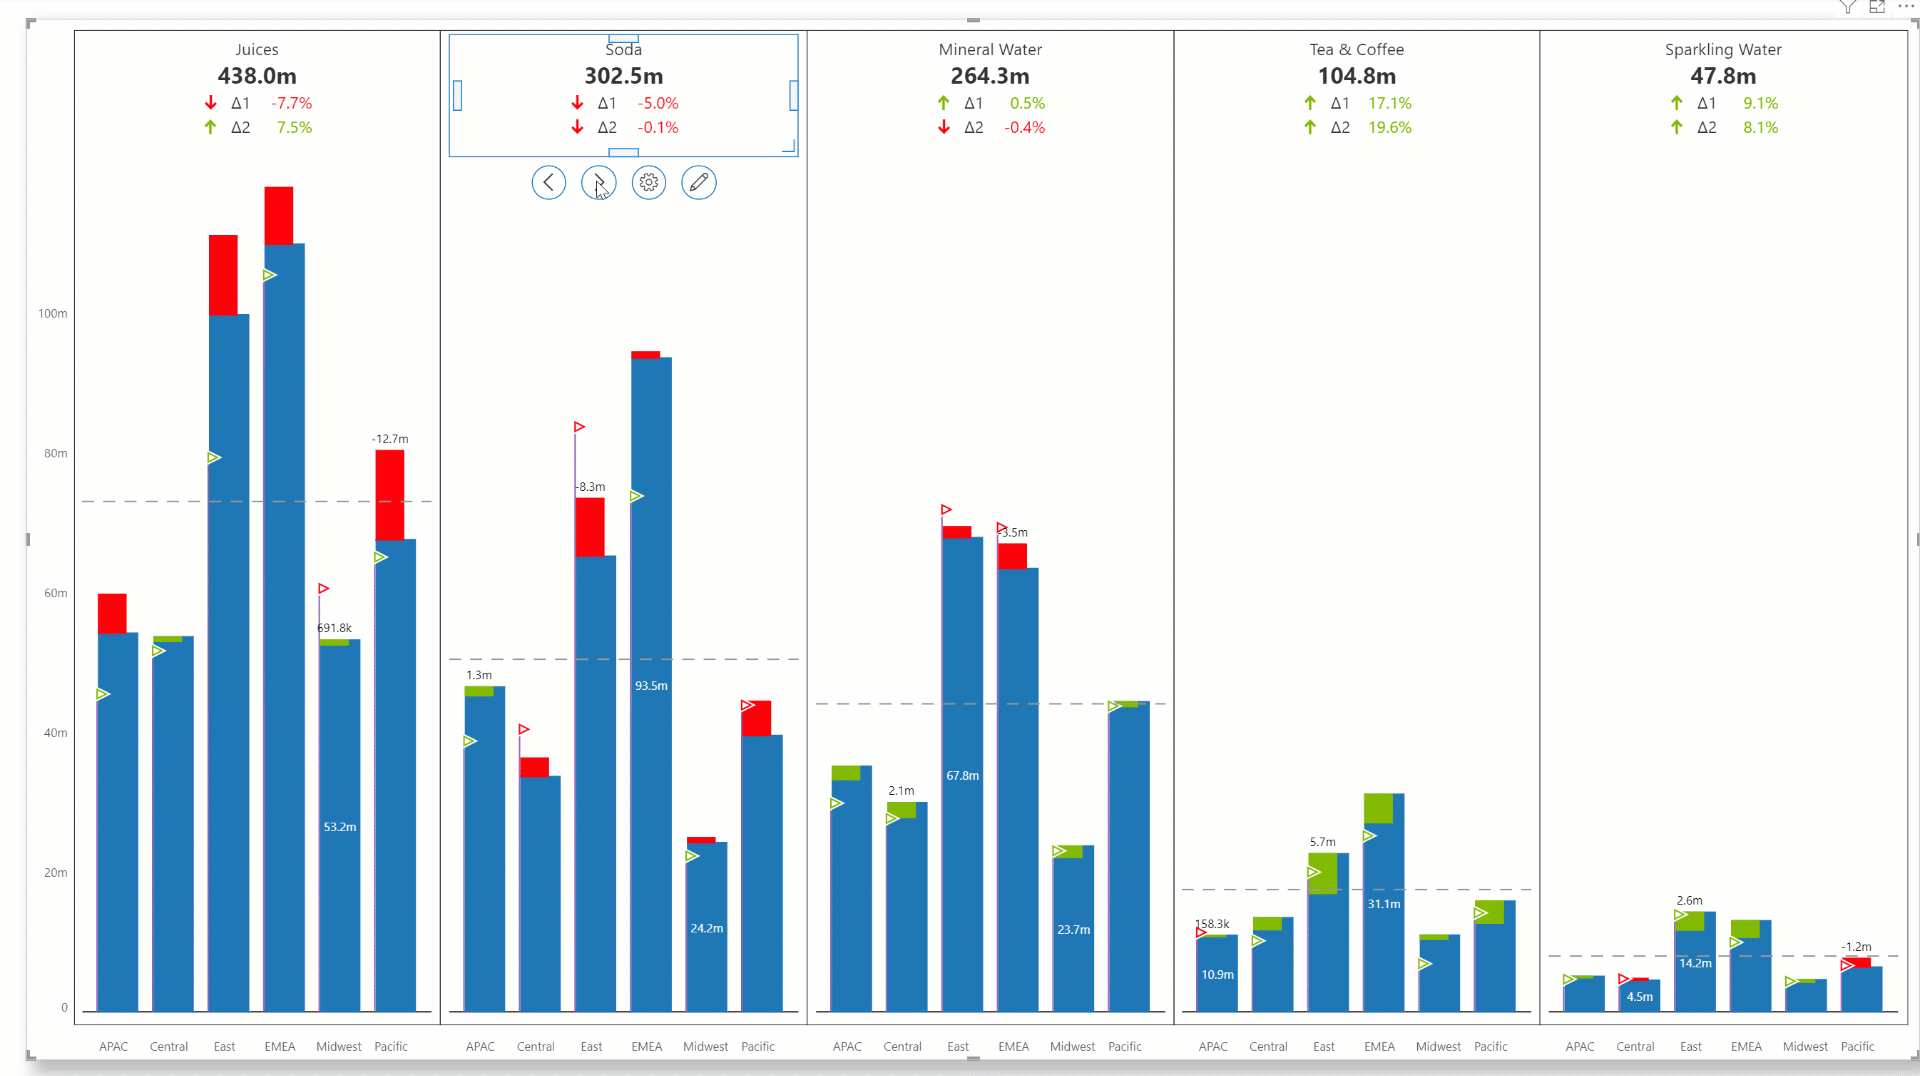 Juices
438.0m
Δ1 -7.7%
Δ2 7.5%
Soda
302.5m
Δ1 -5.0%
Δ2 -0.1%
Mineral Water
264.3m
Δ1 0.5%
Δ2 -0.4%
Tea & Coffee
104.8m
Δ1 17.1%
Δ2 19.6%
Sparkling Water
47.8m
Δ1 9.1%
Δ2 8.1%
100m
80m
60m
40m
20m
0
-12.7m
691.8k
53.2m
APAC Central East EMEA Midwest Pacific
-8.3m
1.3m
93.5m
24.2m
APAC Central East EMEA Midwest Pacific
-3.5m
2.1m
67.8m
23.7m
APAC Central East EMEA Midwest Pacific
5.7m
158.3k
31.1m
10.9m
APAC Central East EMEA Midwest Pacific
2.6m
-1.2m
14.2m
4.5m
APAC Central East EMEA Midwest Pacific